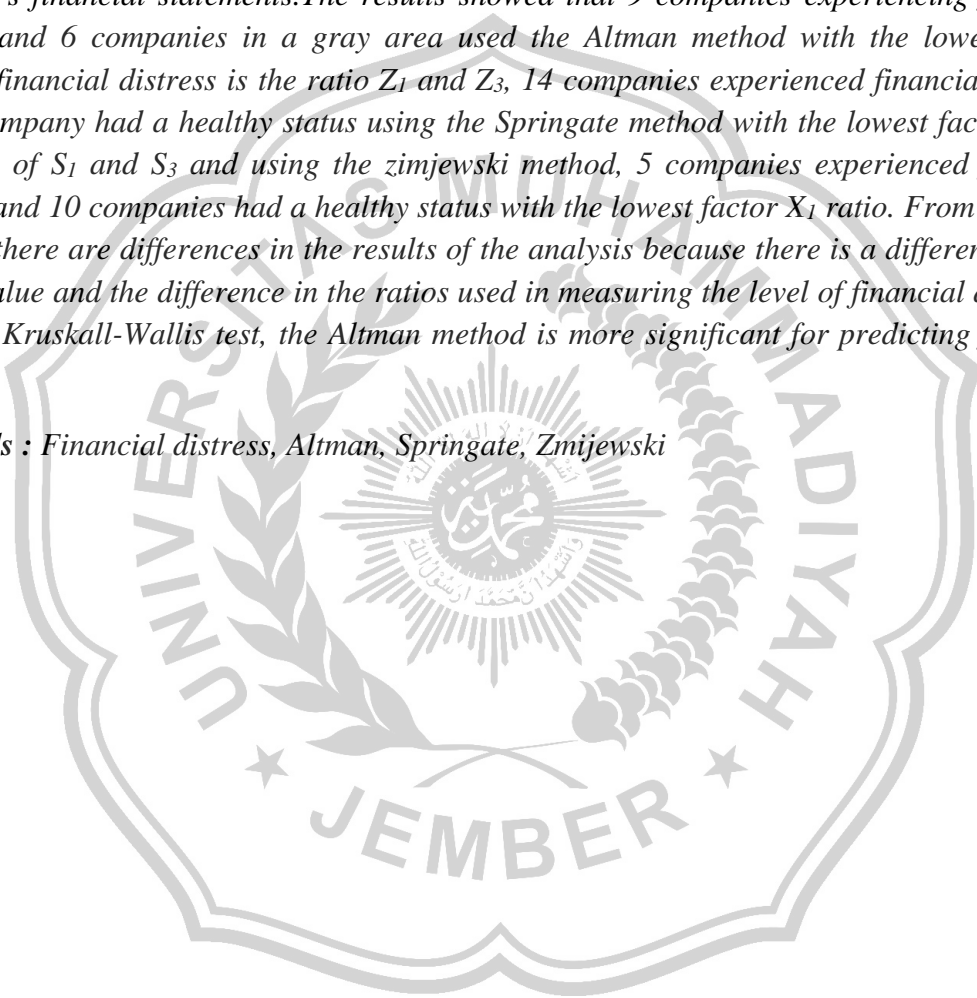 s financial statements.The results showed that 9 companies experiencing
and 6 companies in a gray area used the Altman method with the lowe
financial distress is the ratio Z1 and Z3, 14 companies experienced financial
mpany had a healthy status using the Springate method with the lowest fac
of S1 and S3 and using the zimjewski method, 5 companies experienced
and 10 companies had a healthy status with the lowest factor X1 ratio. From
there are differences in the results of the analysis because there is a differen
alue and the difference in the ratios used in measuring the level of financial
Kruskall-Wallis test, the Altman method is more significant for predicting
s : Financial distress, Altman, Springate, Zmijewski
UNIVERSITAS MUHAMMADIYAH
JEMBER